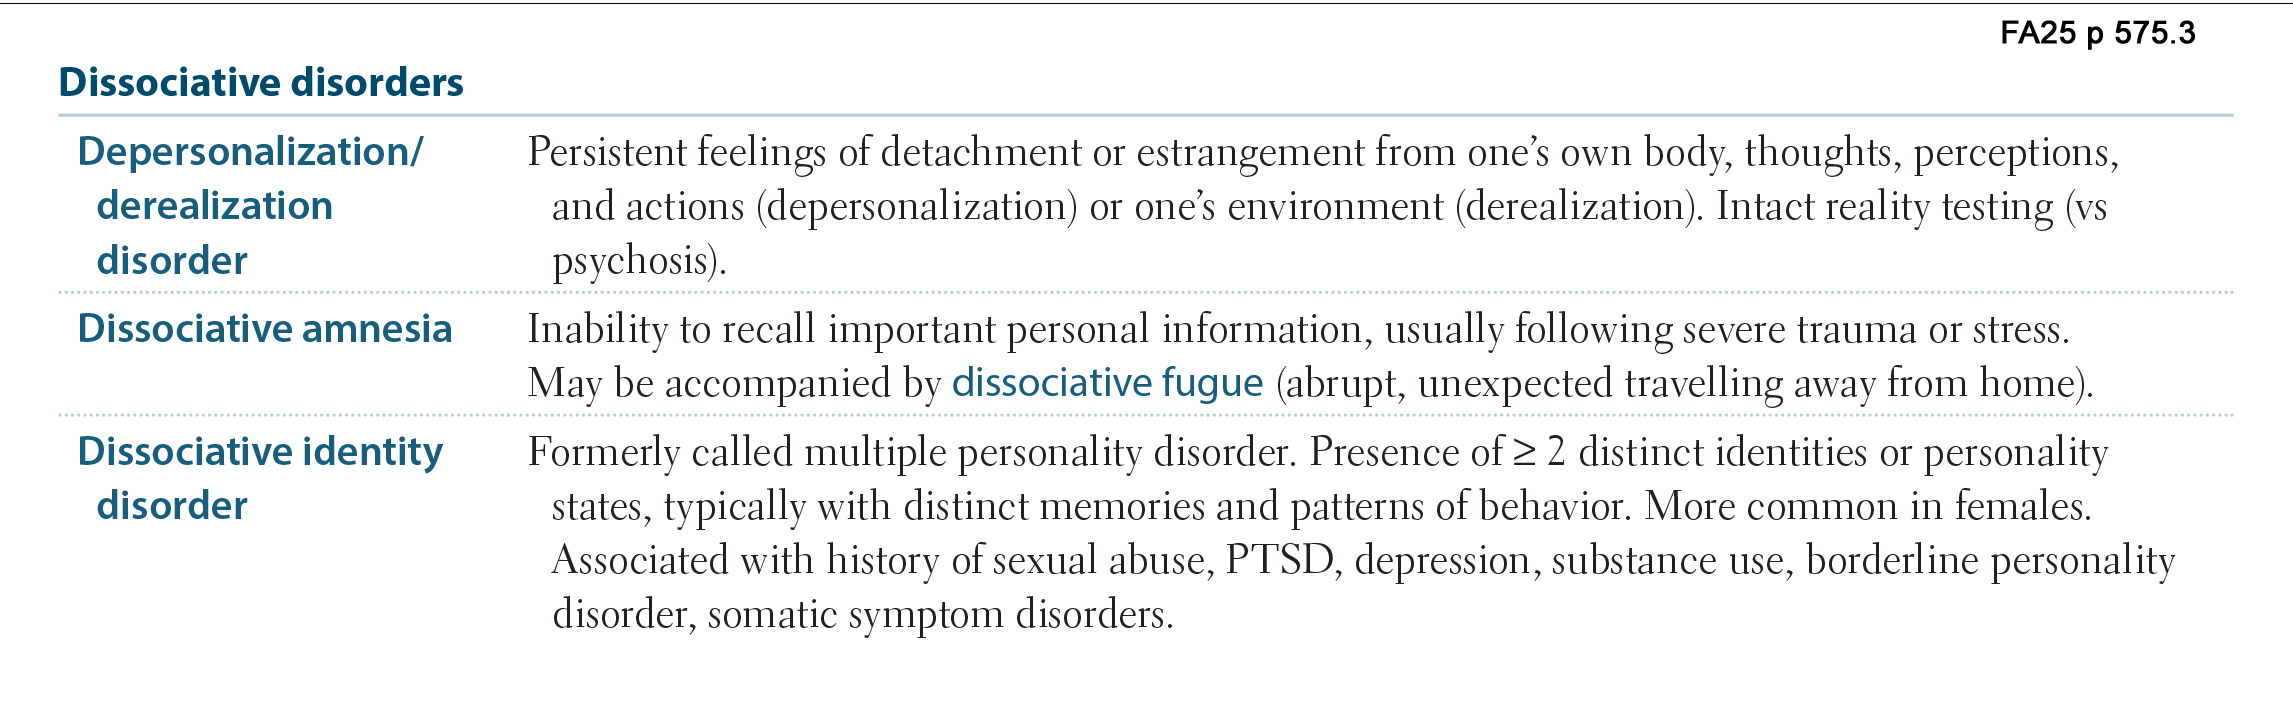 FA25 p 575.3
Dissociative disorders
Depersonalization/
derealization
disorder
Persistent feelings of detachment or estrangement from one’s own body, thoughts, perceptions,
and actions (depersonalization) or one’s environment (derealization). Intact reality testing (vs
psychosis).
Dissociative amnesia
Inability to recall important personal information, usually following severe trauma or stress.
May be accompanied by dissociative fugue (abrupt, unexpected travelling away from home).
Dissociative identity
disorder
Formerly called multiple personality disorder. Presence of ≥ 2 distinct identities or personality
states, typically with distinct memories and patterns of behavior. More common in females.
Associated with history of sexual abuse, PTSD, depression, substance use, borderline personality
disorder, somatic symptom disorders.